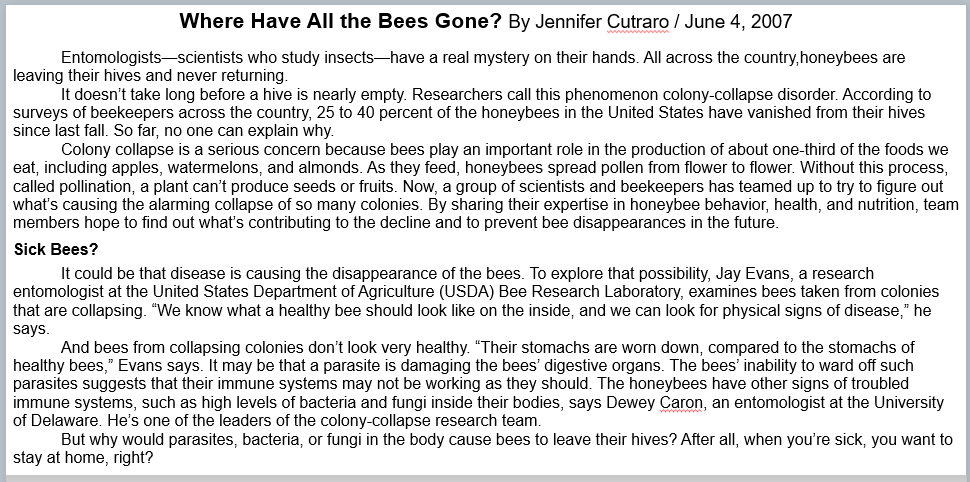 Where Have All the Bees Gone? By Jennifer Cutraro / June 4, 2007
Entomologists—scientists who study insects—have a real mystery on their hands. All across the country,honeybees are
leaving their hives and never returning.
It doesn’t take long before a hive is nearly empty. Researchers call this phenomenon colony-collapse disorder. According to
surveys of beekeepers across the country, 25 to 40 percent of the honeybees in the United States have vanished from their hives
since last fall. So far, no one can explain why.
Colony collapse is a serious concern because bees play an important role in the production of about one-third of the foods we
eat, including apples, watermelons, and almonds. As they feed, honeybees spread pollen from flower to flower. Without this process,
called pollination, a plant can’t produce seeds or fruits. Now, a group of scientists and beekeepers has teamed up to try to figure out
what’s causing the alarming collapse of so many colonies. By sharing their expertise in honeybee behavior, health, and nutrition, team
members hope to find out what’s contributing to the decline and to prevent bee disappearances in the future.
Sick Bees?
It could be that disease is causing the disappearance of the bees. To explore that possibility, Jay Evans, a research
entomologist at the United States Department of Agriculture (USDA) Bee Research Laboratory, examines bees taken from colonies
that are collapsing. “We know what a healthy bee should look like on the inside, and we can look for physical signs of disease,” he
says.
And bees from collapsing colonies don’t look very healthy. “Their stomachs are worn down, compared to the stomachs of
healthy bees,” Evans says. It may be that a parasite is damaging the bees’ digestive organs. The bees’ inability to ward off such
parasites suggests that their immune systems may not be working as they should. The honeybees have other signs of troubled
immune systems, such as high levels of bacteria and fungi inside their bodies, says Dewey Caron, an entomologist at the University
of Delaware. He’s one of the leaders of the colony-collapse research team.
But why would parasites, bacteria, or fungi in the body cause bees to leave their hives? After all, when you’re sick, you want to
stay at home, right?